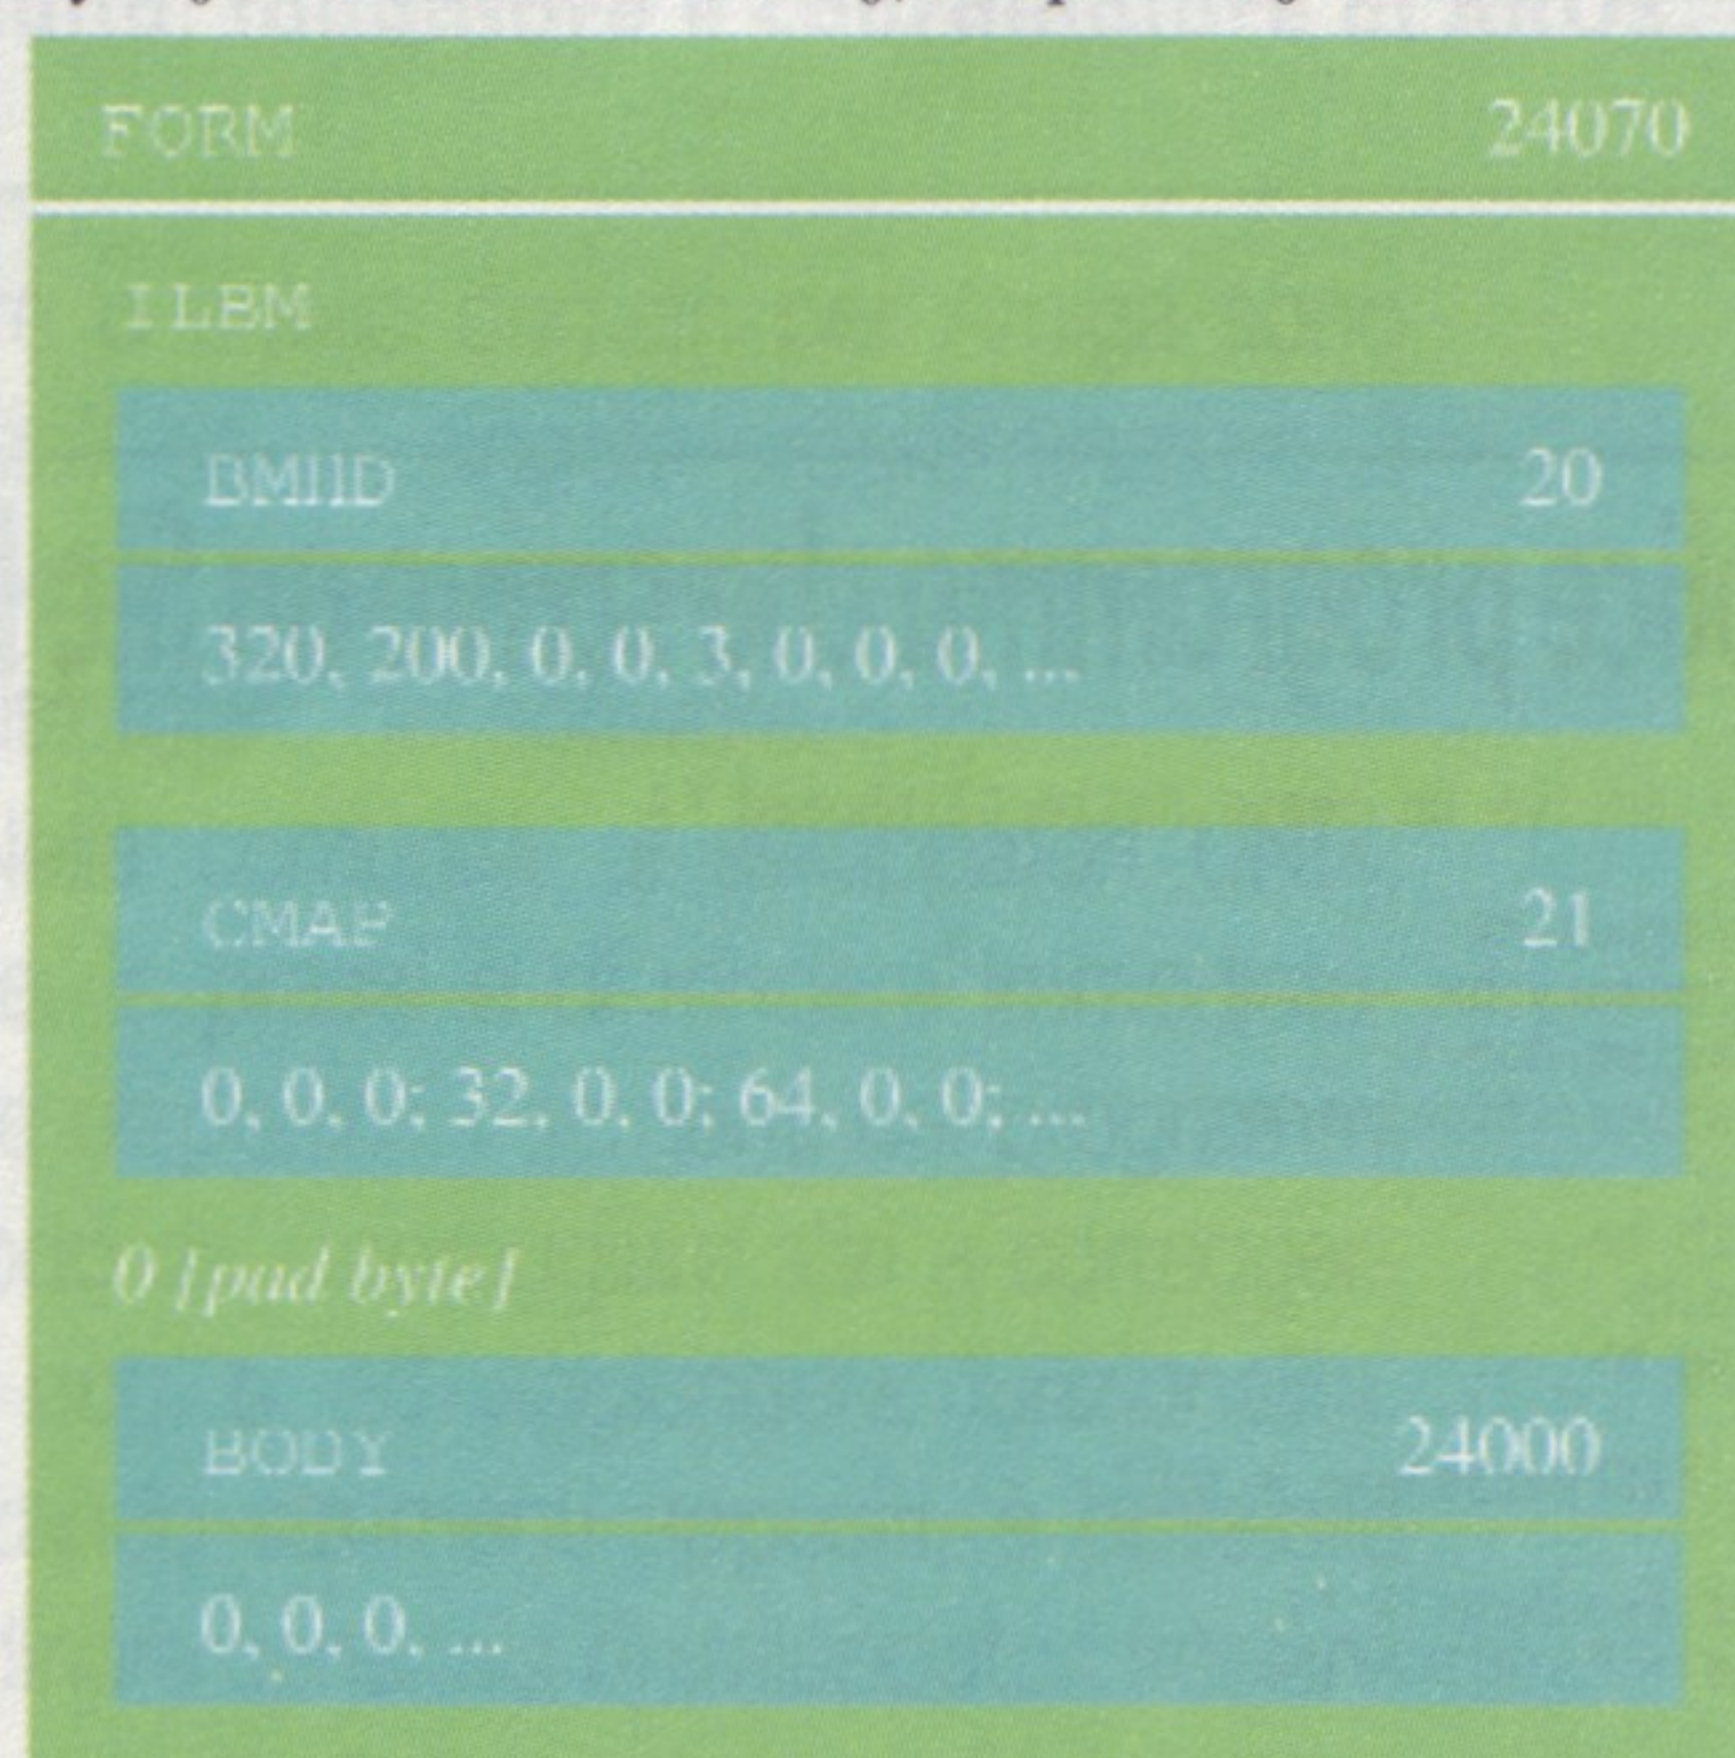 FORM 24070
ILBM
BMHD 20
320, 200, 0, 0, 3, 0, 0, 0, ...
CMAP 21
0, 0, 0; 32, 0, 0; 64, 0, 0; ...
0 [pad byte]
BODY 24000
0, 0, 0, ...